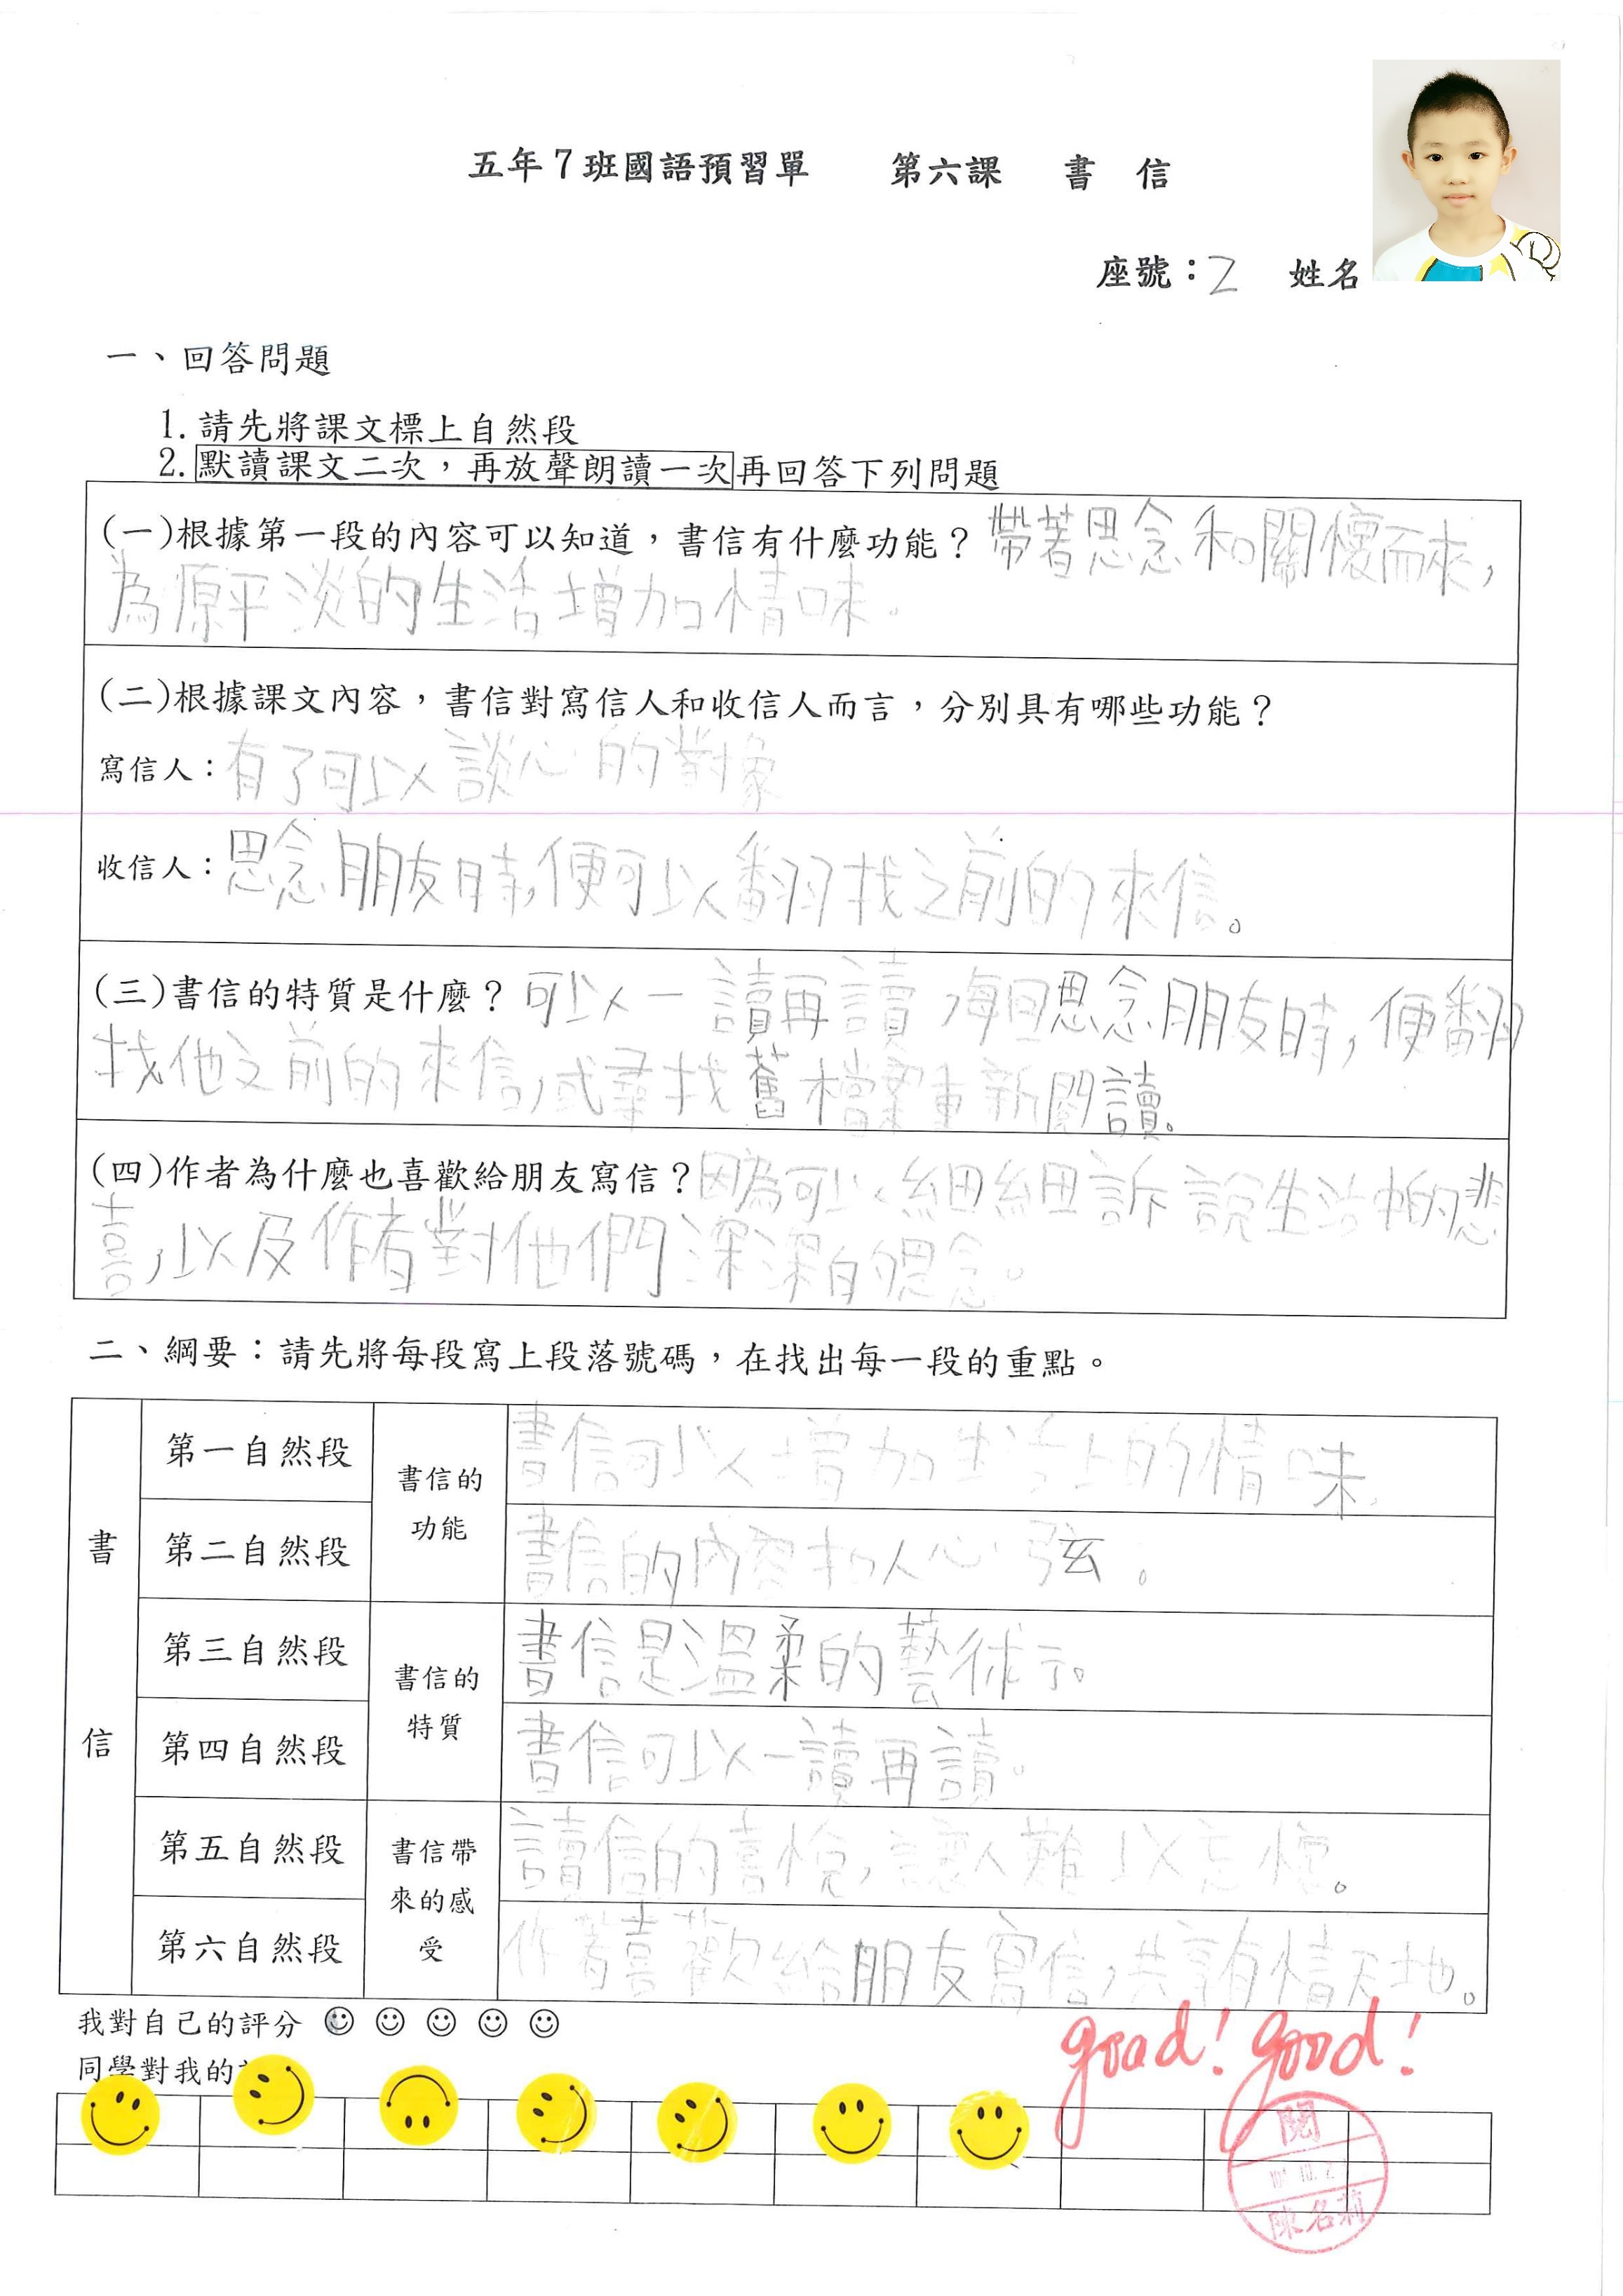 五年7班國語預習單　第六課　書　信
座號：2　姓名
一、回答問題
1.請先將課文標上自然段
2.默讀課文二次，再放聲朗讀一次再回答下列問題
(一)根據第一段的內容可以知道，書信有什麼功能？帶著思念和關懷而來，
為原平淡的生活增加情味。
(二)根據課文內容，書信對寫信人和收信人而言，分別具有哪些功能？
寫信人：有了可以談心的對象
收信人：思念朋友時，便可以翻找之前的來信。
(三)書信的特質是什麼？可以一讀再讀 每思念朋友時，便翻
找他之前的來信，或尋找舊檔案重新閱讀。
(四)作者為什麼也喜歡給朋友寫信？因為可以細細訴說生活中的悲
喜，以及作者對他們深深的思念。
二、綱要：請先將每段寫上段落號碼，在找出每一段的重點。
書信
第一自然段
書信的功能
書信可以增加生活上的情味
第二自然段
書信的內容扣人心弦。
第三自然段
書信的特質
書信是溫柔的藝術。
第四自然段
書信可以一讀再讀。
第五自然段
書信帶來的感受
讀信的喜悅，讓人難以忘懷。
第六自然段
作者喜歡給朋友寫信，共享有情天地。
我對自己的評分
同學對我的
good! good!
閱
陳名莉